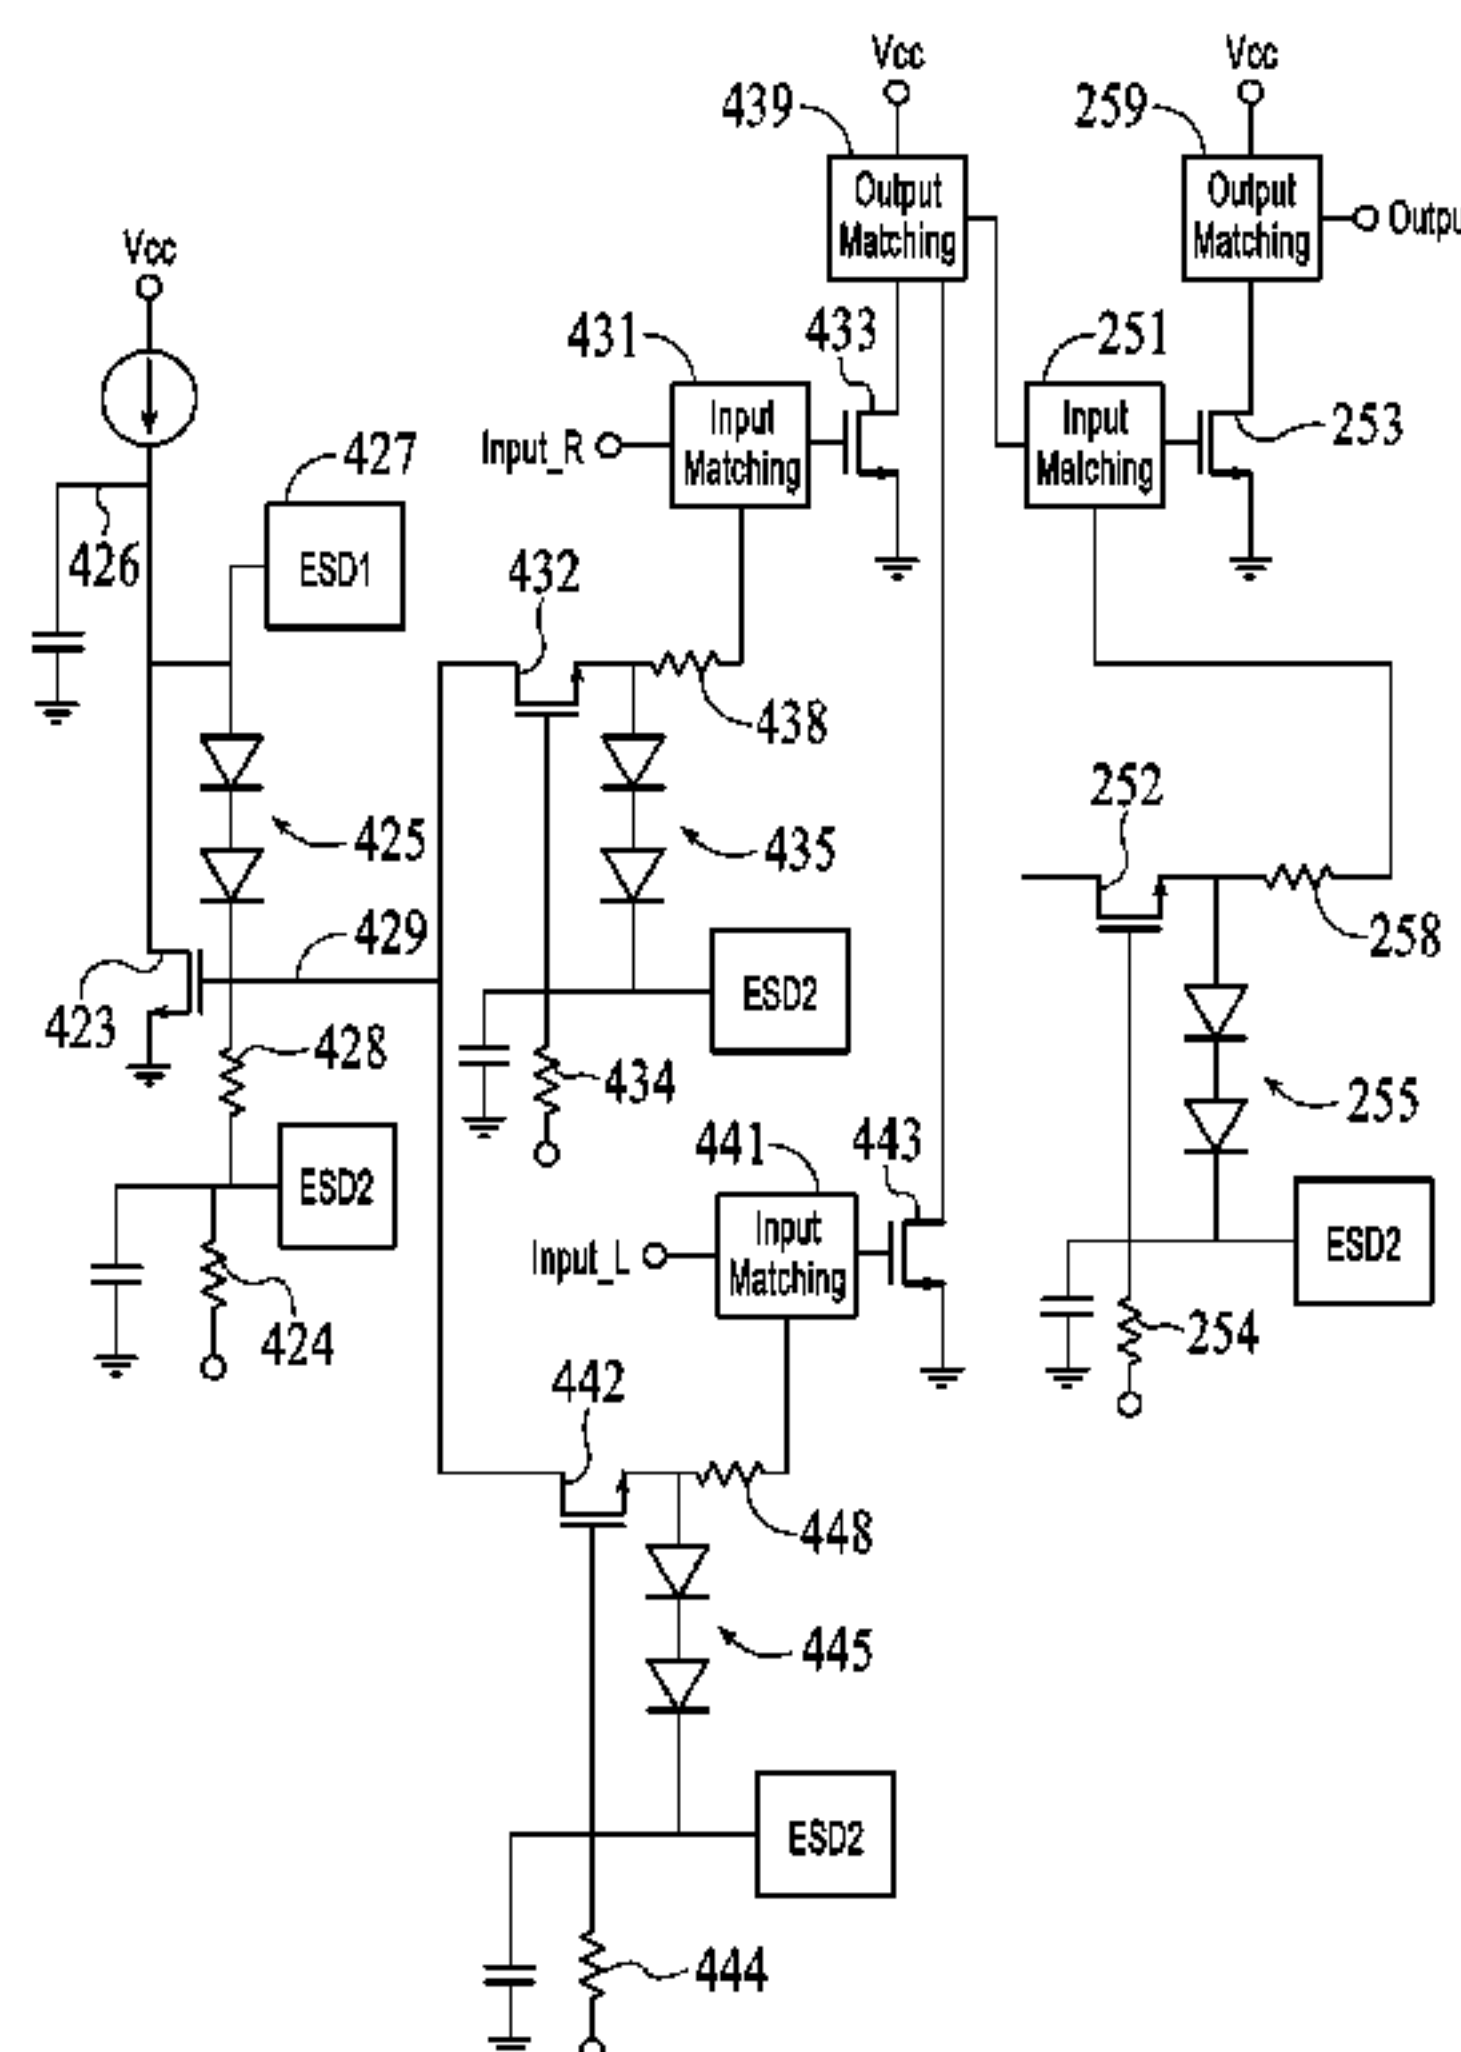 Vcc
Vcc
439
259
Output
Matching
Output
Matching
Outpu
Vcc
431
433
251
427
Input_R
Input
Matching
Input
Malching
253
426
ESD1
432
438
252
425
435
429
258
423
428
ESD2
434
255
441
443
ESD2
Input_L
Input
Matching
ESD2
424
254
442
448
445
ESD2
444